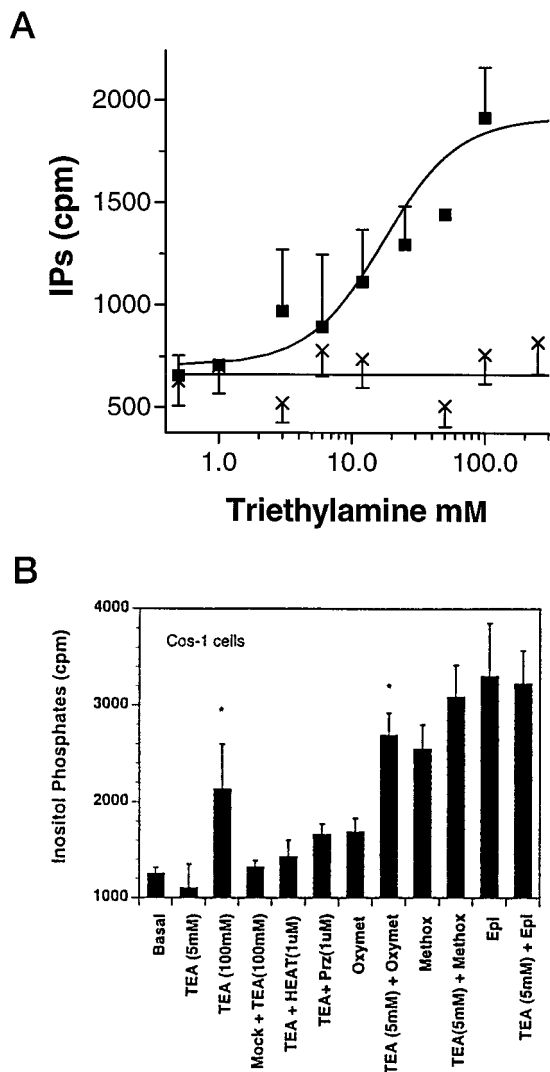 A
IPs (cpm)
2000
1500
1000
500
1.0 10.0 100.0
Triethylamine mM
B
Inositol Phosphates (cpm)
4000
3000
2000
1000
Cos-1 cells
*
*
Basal
TEA (5mM)
TEA (100mM)
Mock + TEA(100mM)
TEA + HEAT(1uM)
TEA+ Prz(1uM)
Oxymet
TEA (5mM) + Oxymet
Methox
TEA(5mM) + Methox
Epl
TEA (5mM) + Epl